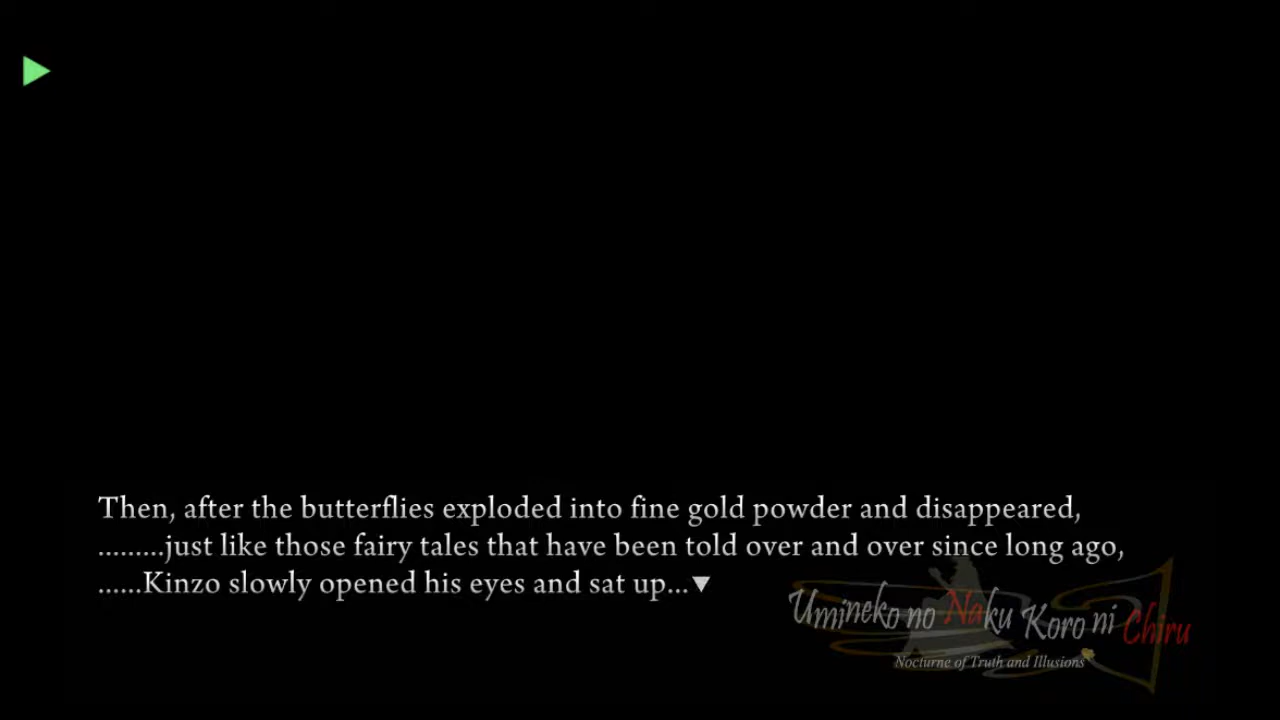 Then, after the butterflies exploded into fine gold powder and disappeared,
.........just like those fairy tales that have been told over and over since long ago,
......Kinzo slowly opened his eyes and sat up...▼
Umineko no Naku Koro ni Chiru
Nocturne of Truth and Illusions